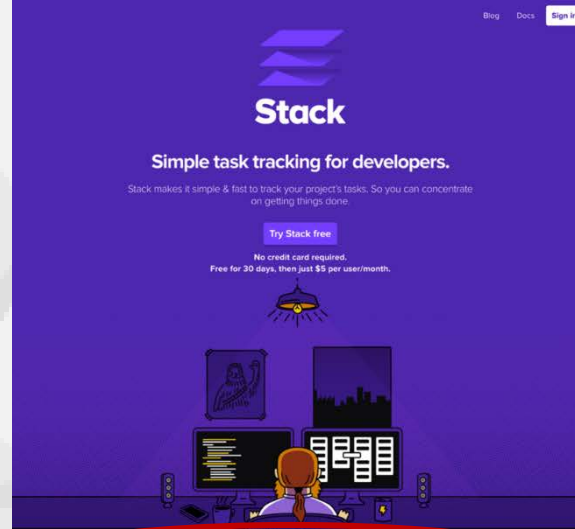 Blog Docs Sign in
Stack
Simple task tracking for developers.
Stack makes it simple & fast to track your project's tasks. So you can concentrate
on getting things done.
Try Stack free
No credit card required.
Free for 30 days, then just $5 per user/month.